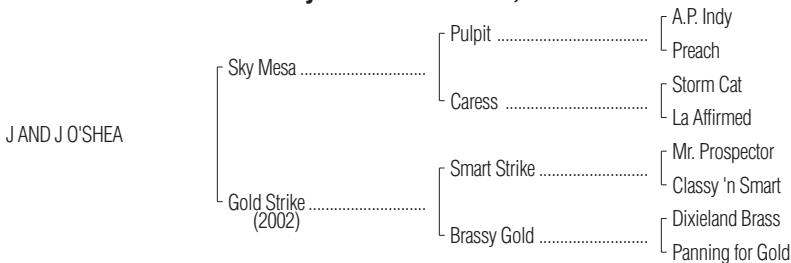 A.P. Indy
Pulpit
Preach
Sky Mesa
Storm Cat
Caress
La Affirmed
J AND J O'SHEA
Mr. Prospector
Smart Strike
Classy 'n Smart
Gold Strike
(2002)
Dixieland Brass
Brassy Gold
Panning for Gold